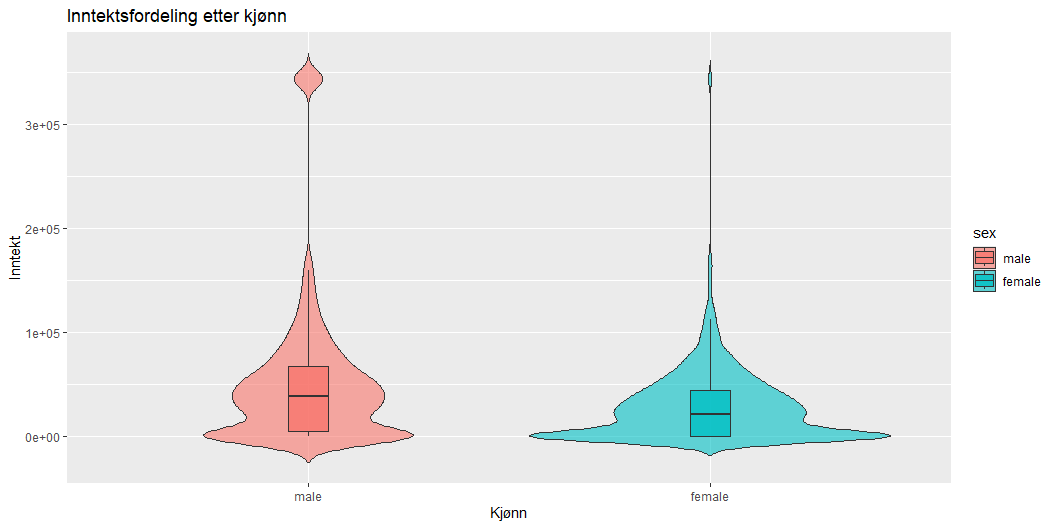 Inntektsfordeling etter kjønn
Inntekt
3e+05
2e+05
1e+05
0e+00
male
female
Kjønn
sex
male
female